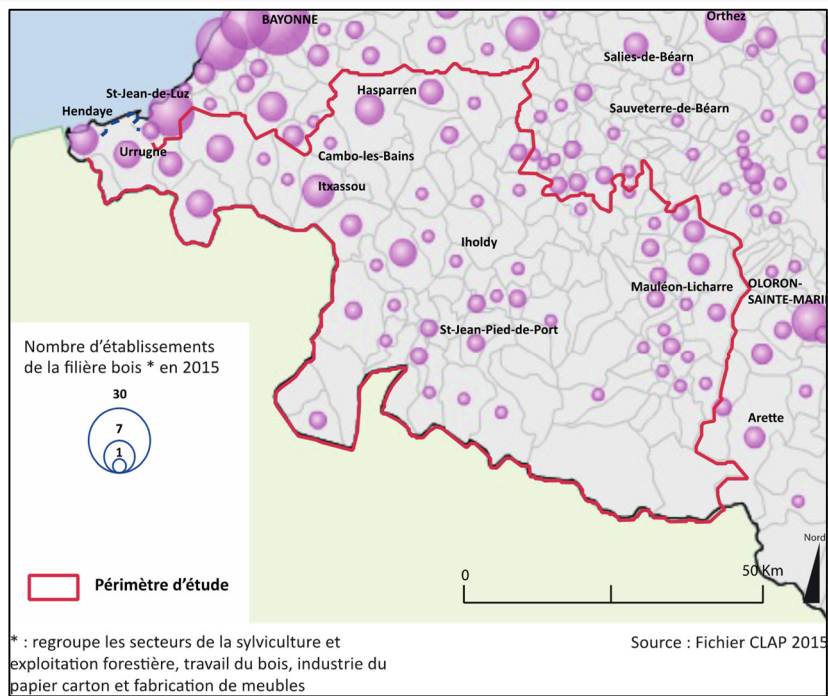 BAYONNE
Orthez
Salies-de-Béarn
St-Jean-de-Luz
Hasparren
Hendaye
Sauveterre-de-Béarn
Urrugne
Cambo-les-Bains
Itxassou
Iholdy
Mauléon-Licharre
OLORON-
SAINTE-MARIE
St-Jean-Pied-de-Port
Arette
Nombre d'établissements
de la filière bois * en 2015
30
7
1
Périmètre d'étude
0
50 Km
Nord
* : regroupe les secteurs de la sylviculture et
exploitation forestière, travail du bois, industrie du
papier carton et fabrication de meubles
Source : Fichier CLAP 2015